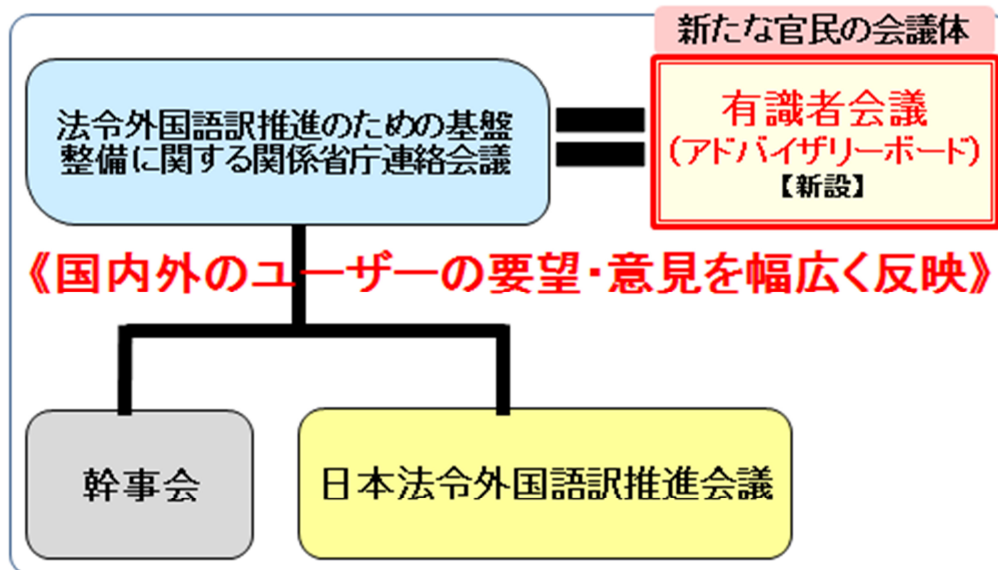 新たな官民の会議体
法令外国語訳推進のための基盤
整備に関する関係省庁連絡会議
有識者会議
(アドバイザリーボード)
【新設】
《国内外のユーザーの要望・意見を幅広く反映》
幹事会
日本法令外国語訳推進会議